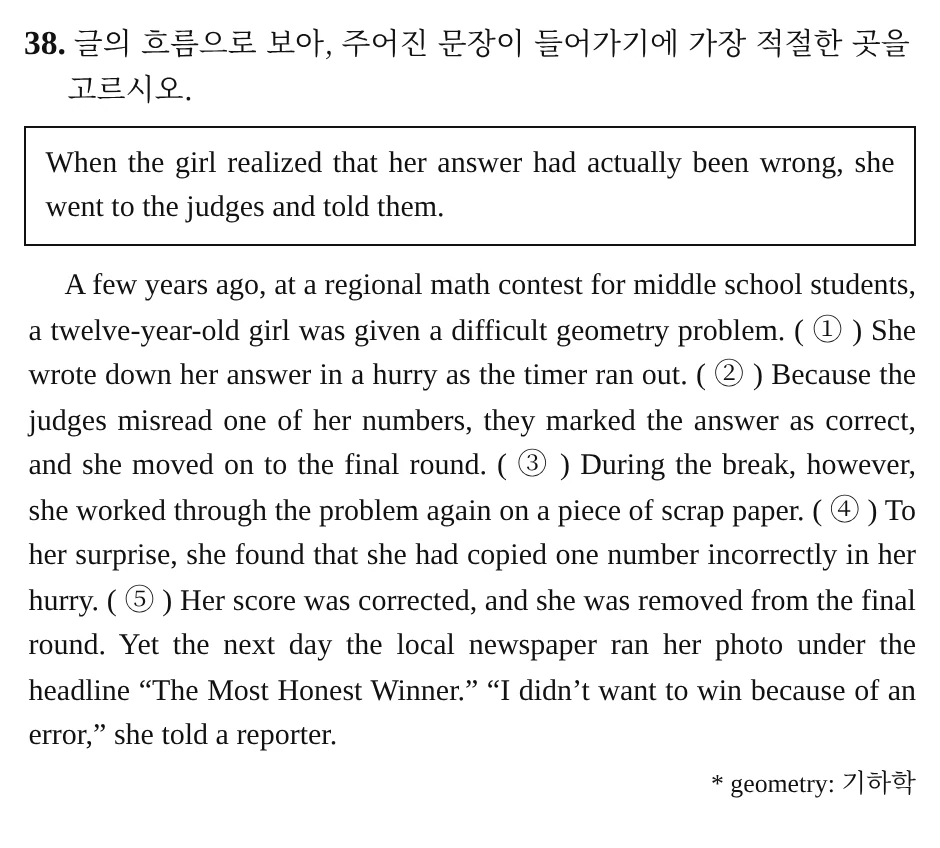 38. 글의 흐름으로 보아, 주어진 문장이 들어가기에 가장 적절한 곳을
고르시오.
When the girl realized that her answer had actually been wrong, she
went to the judges and told them.
A few years ago, at a regional math contest for middle school students,
a twelve-year-old girl was given a difficult geometry problem. ( ① ) She
wrote down her answer in a hurry as the timer ran out. ( ② ) Because the
judges misread one of her numbers, they marked the answer as correct,
and she moved on to the final round. ( ③ ) During the break, however,
she worked through the problem again on a piece of scrap paper. ( ④ ) To
her surprise, she found that she had copied one number incorrectly in her
hurry. ( ⑤ ) Her score was corrected, and she was removed from the final
round. Yet the next day the local newspaper ran her photo under the
headline “The Most Honest Winner.” “I didn’t want to win because of an
error,” she told a reporter.
* geometry: 기하학